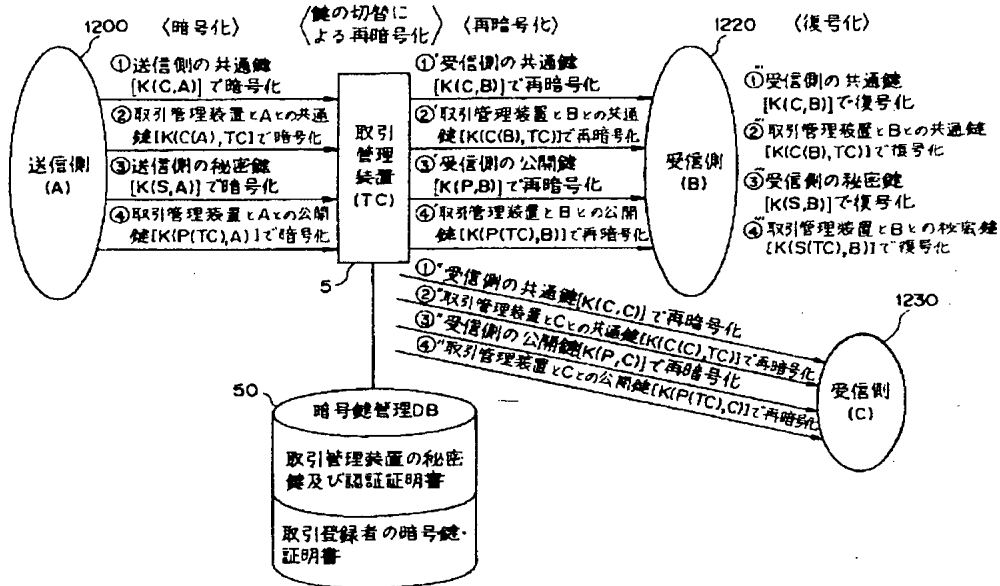 1200
〈暗号化〉
〈鍵の切替に
よる再暗号化〉
1220
〈復号化〉
送信側
(A)
①送信側の共通鍵
[K(C,A)]で暗号化
②取引管理装置とAとの共通
鍵[K(C(A),TC]で暗号化
③送信側の秘密鍵
[K(S,A)]で暗号化
④取引管理装置とAとの公開
鍵[K(P(TC),A)]で暗号化
取引
管理
装置
(TC)
5
①'受信側の共通鍵
[K(C,B)]で再暗号化
②'取引管理装置とBとの共通
鍵[K(C(B),TC)]で再暗号化
③'受信側の公開鍵
[K(P,B)]で再暗号化
④'取引管理装置とBとの公開
鍵[K(P(TC),B)]で再暗号化
受信側
(B)
①'''受信側の共通鍵
[K(C,B)]で復号化
②'''取引管理装置とBとの共通鍵
[K(C(B),TC)]で復号化
③'''受信側の秘密鍵
[K(S,B)]で復号化
④'''取引管理装置とBとの秘密鍵
[K(S(TC),B)]で復号化
①''受信側の共通鍵[K(C,C)]で再暗号化
②''取引管理装置とCとの共通鍵[K(C(C),TC)]で再暗号化
③''受信側の公開鍵[K(P,C)]で再暗号化
④''取引管理装置とCとの公開鍵[K(P(TC),C)]で再暗号化
1230
受信側
(C)
50
暗号鍵管理DB
取引管理装置の秘密
鍵及び認証証明書
取引登録者の暗号鍵・
証明書